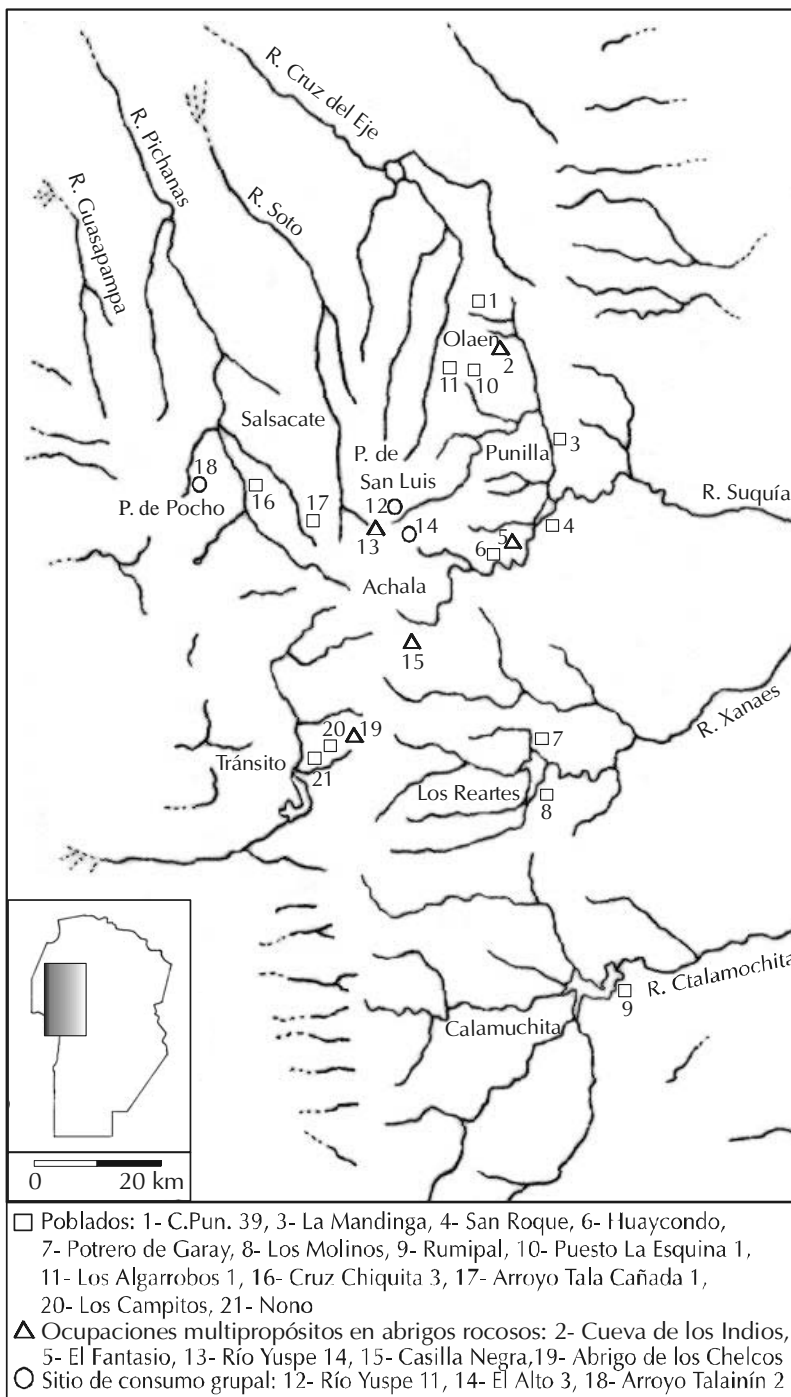 R. Cruz del Eje
R. Pichanas
R. Soto
R. Guasapampa
1
Olaen
2
11
10
Salsacate
P. de
San Luis
Punilla
3
18
P. de Pocho
16
17
12
13
14
R. Suquía
4
5
6
Achala
15
R. Xanaes
20
19
Tránsito
21
7
Los Reartes
8
R. Ctalamochita
9
Calamuchita
0 20 km
Poblados: 1- C.Pun. 39, 3- La Mandinga, 4- San Roque, 6- Huaycondo,
7- Potrero de Garay, 8- Los Molinos, 9- Rumipal, 10- Puesto La Esquina 1,
11- Los Algarrobos 1, 16- Cruz Chiquita 3, 17- Arroyo Tala Cañada 1,
20- Los Campitos, 21- Nono
Ocupaciones multipropósitos en abrigos rocosos: 2- Cueva de los Indios,
5- El Fantasio, 13- Río Yuspe 14, 15- Casilla Negra,19- Abrigo de los Chelcos
Sitio de consumo grupal: 12- Río Yuspe 11, 14- El Alto 3, 18- Arroyo Talainín 2